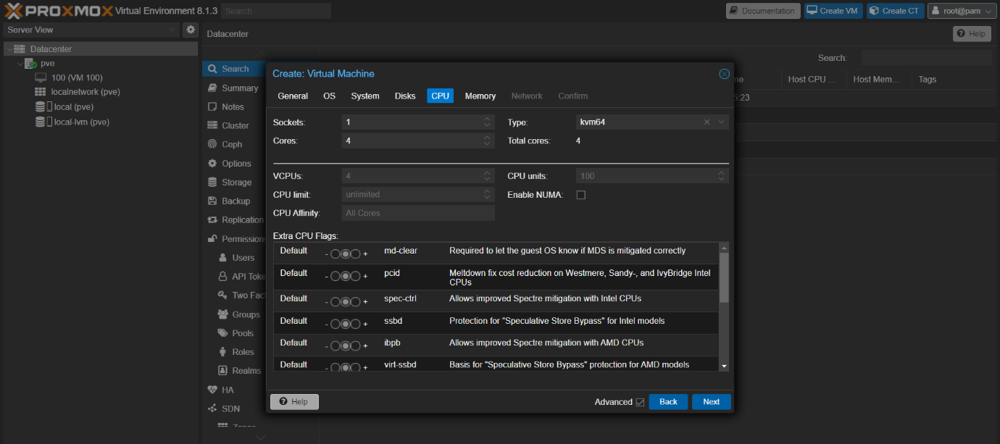 PROXMOX Virtual Environment 8.1.3 Search Documentation Create VM Create CT root@pam
Server View
Datacenter
pve
100 (VM 100)
localnetwork (pve)
local (pve)
local-lvm (pve)
Datacenter Help
Search
Summary
Notes
Cluster
Ceph
Options
Storage
Backup
Replication
Permissions
Users
API Toke
Two Fac
Groups
Pools
Roles
Realms
HA
SDN
Search:
me Host CPU ... Host Mem... Tags
5:23
Create: Virtual Machine
General OS System Disks CPU Memory Network Confirm
Sockets: 1 Type: kvm64
Cores: 4 Total cores: 4
VCPUs: 4 CPU units: 100
CPU limit: unlimited Enable NUMA:
CPU Affinity: All Cores
Extra CPU Flags:
Default - + md-clear Required to let the guest OS know if MDS is mitigated correctly
Default - + pcid Meltdown fix cost reduction on Westmere, Sandy-, and IvyBridge Intel
CPUs
Default - + spec-ctrl Allows improved Spectre mitigation with Intel CPUs
Default - + ssbd Protection for "Speculative Store Bypass" for Intel models
Default - + ibpb Allows improved Spectre mitigation with AMD CPUs
Default - + virt-ssbd Basis for "Speculative Store Bypass" protection for AMD models
Help Advanced Back Next